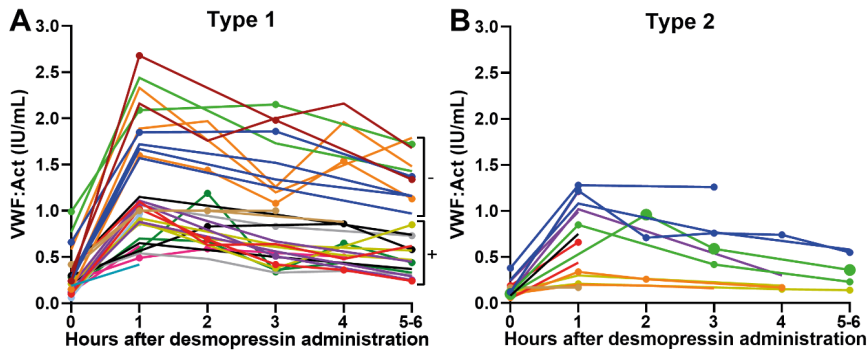 A
Type 1
VWF:Act (IU/mL)
3.0
2.5
2.0
1.5
1.0
0.5
0.0
0 1 2 3 4 5-6
Hours after desmopressin administration
-
+
B
Type 2
VWF:Act (IU/mL)
3.0
2.5
2.0
1.5
1.0
0.5
0.0
0 1 2 3 4 5-6
Hours after desmopressin administration